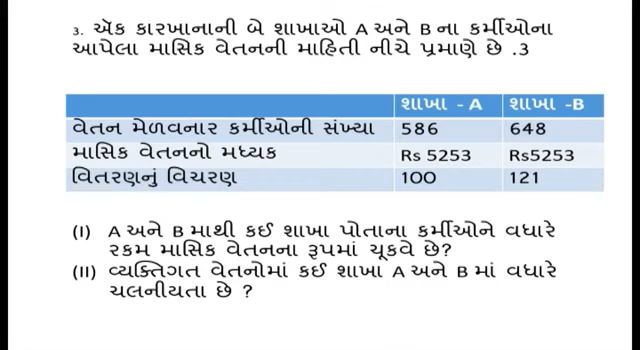 3. એક કારખાનાની બે શાખાઓ A અને B ના કર્મીઓના
આપેલા માસિક વેતનની માહિતી નીચે પ્રમાણે છે .3
શાખા - A શાખા -B
વેતન મેળવનાર કર્મીઓની સંખ્યા 586 648
માસિક વેતનનો મધ્યક Rs 5253 Rs5253
વિતરણનું વિચરણ 100 121
(I) A અને B માથી કઈ શાખા પોતાના કર્મીઓને વધારે
રકમ માસિક વેતનના રૂપમાં ચૂકવે છે?
(II) વ્યક્તિગત વેતનોમાં કઈ શાખા A અને B માં વધારે
ચલનીયતા છે ?